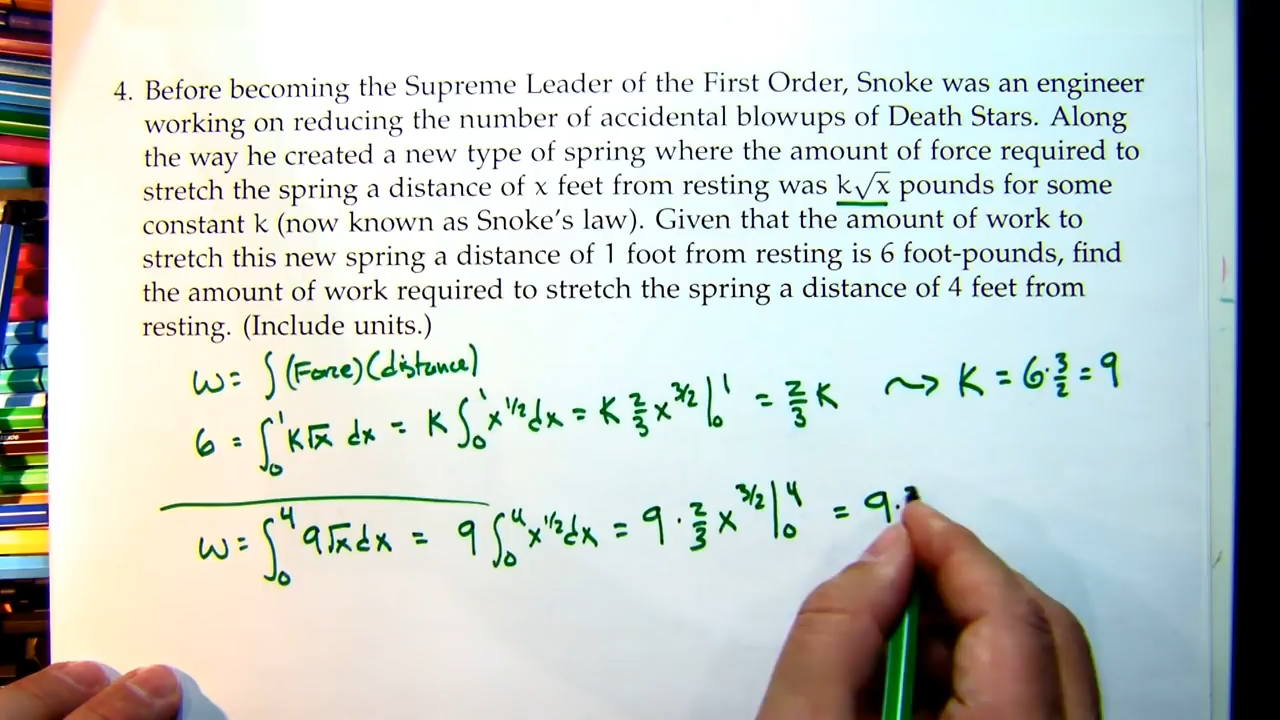 4. Before becoming the Supreme Leader of the First Order, Snoke was an engineer
working on reducing the number of accidental blowups of Death Stars. Along
the way he created a new type of spring where the amount of force required to
stretch the spring a distance of x feet from resting was k√x pounds for some
constant k (now known as Snoke's law). Given that the amount of work to
stretch this new spring a distance of 1 foot from resting is 6 foot-pounds, find
the amount of work required to stretch the spring a distance of 4 feet from
resting. (Include units.)
W = ∫ (Force)(distance)
6 = ∫₀¹ K√x dx = K ∫₀¹ x^{1/2} dx = K 2/3 x^{3/2} |₀¹ = 2/3 K ⇝ K = 6·3/2 = 9
W = ∫₀⁴ 9√x dx = 9 ∫₀⁴ x^{1/2} dx = 9 · 2/3 x^{3/2} |₀⁴ = 9·